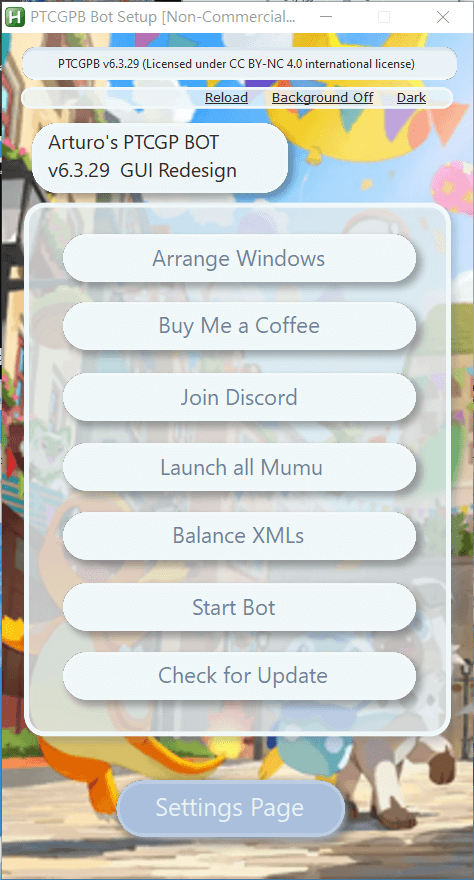 PTCGPB Bot Setup [Non-Commercial...
PTCGPB v6.3.29 (Licensed under CC BY-NC 4.0 international license)
Reload Background Off Dark
Arturo's PTCGP BOT
v6.3.29 GUI Redesign
Arrange Windows
Buy Me a Coffee
Join Discord
Launch all Mumu
Balance XMLs
Start Bot
Check for Update
Settings Page